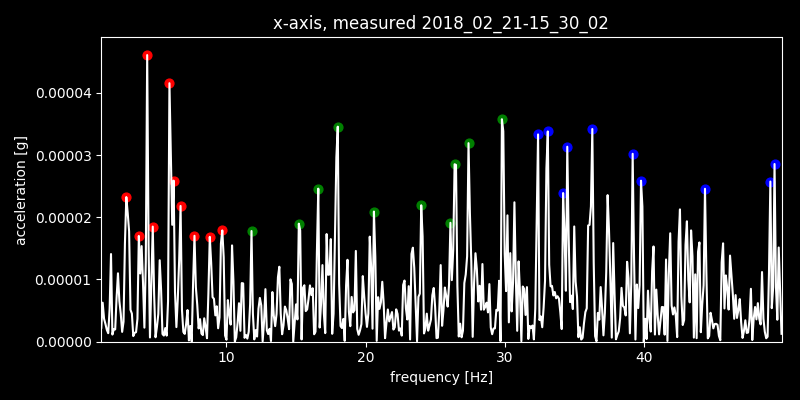 x-axis, measured 2018_02_21-15_30_02
acceleration [g]
0.00004
0.00003
0.00002
0.00001
0.00000
10 20 30 40
frequency [Hz]